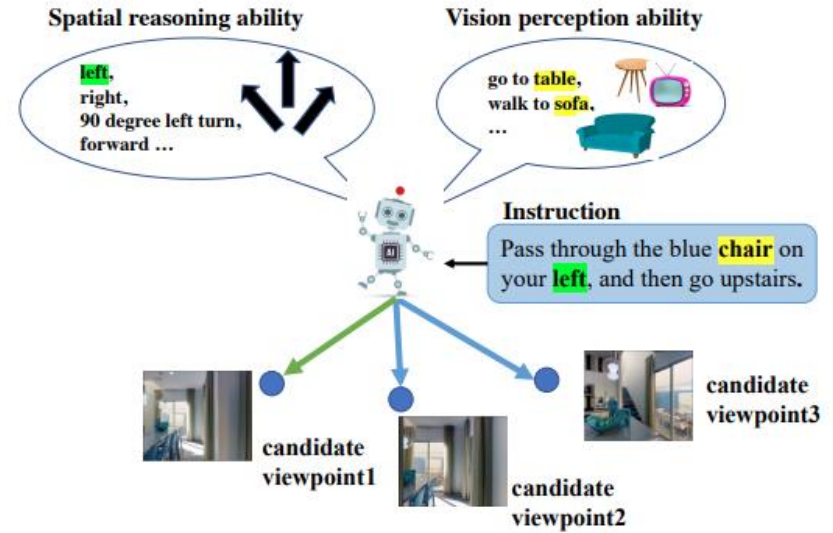 Spatial reasoning ability
Vision perception ability
left,
right,
90 degree left turn,
forward ...
go to table,
walk to sofa,
...
AI
Instruction
Pass through the blue chair on
your left, and then go upstairs.
candidate
viewpoint1
candidate
viewpoint2
candidate
viewpoint3